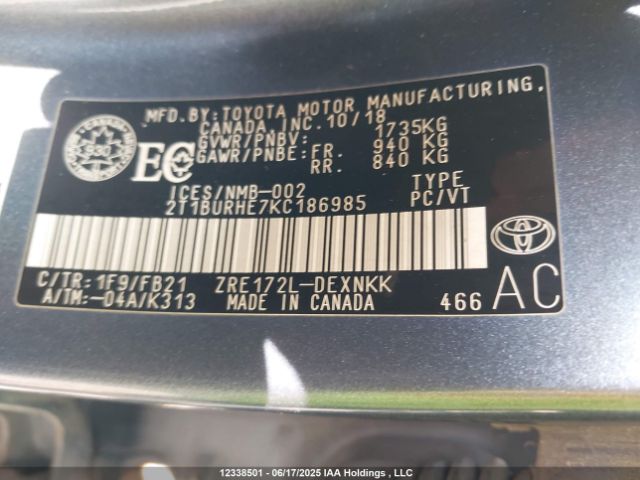 MFD. BY: TOYOTA MOTOR MANUFACTURING,
CANADA, INC. 10/18
GVWR/PNBV: 1735KG
GAWR/PNBE: FR. 940 KG
RR. 840 KG
EC
ICES/NMB-002 TYPE
2T1BURHE7KC186985 PC/VT
C/TR: 1F9/FB21 ZRE172L-DEXNKK
A/TM: -04A/K313 MADE IN CANADA 466 AC
12338501 - 06/17/2025 IAA Holdings , LLC